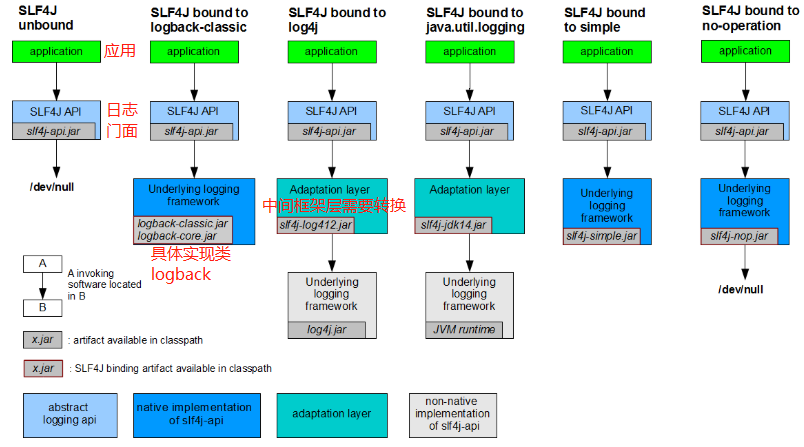 SLF4J
unbound
SLF4J bound to
logback-classic
SLF4J bound to
log4j
SLF4J bound to
java.util.logging
SLF4J bound
to simple
SLF4J bound to
no-operation
application
应用
application
application
application
application
application
SLF4J API
slf4j-api.jar
日志
门面
SLF4J API
slf4j-api.jar
SLF4J API
slf4j-api.jar
SLF4J API
slf4j-api.jar
SLF4J API
slf4j-api.jar
SLF4J API
slf4j-api.jar
/dev/null
Underlying logging
framework
logback-classic.jar
logback-core.jar
具体实现类
logback
Adaptation layer
中间框架层需要转换
slf4j-log412.jar
Adaptation layer
slf4j-jdk14.jar
Underlying
logging
framework
slf4j-simple.jar
Underlying
logging
framework
slf4j-nop.jar
Underlying
logging
framework
log4j.jar
Underlying
logging
framework
JVM runtime
/dev/null
A
B
A invoking
software located
in B
x.jar
: artifact available in classpath
x.jar
: SLF4J binding artifact available in classpath
abstract
logging api
native implementation
of slf4j-api
adaptation layer
non-native
implementation
of slf4j-api